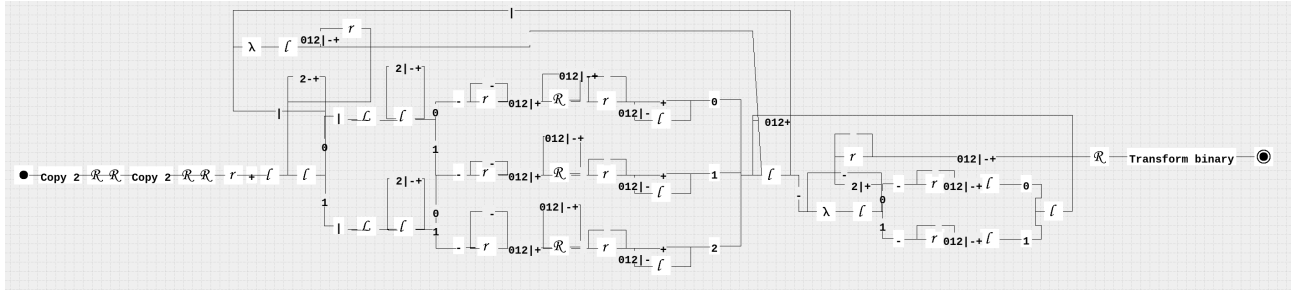 |
r
λ l 012|-+
2-+ 2|-+ - 012|-+
| | L l 0 - r 012|+ R r + 0
012|- l 012+
0 1 012|-+
2|-+ - r 012|+ R r + 1
012|- l
Copy 2 R R Copy 2 R R r + l l l r 012|-+ R Transform binary
- 2|+ - r 012|-+ l 0
1 0 - 012|+ - λ l 0 l
| L l 1 - r 012|+ R r + 2 1 - r 012|-+ l 1
012|- l